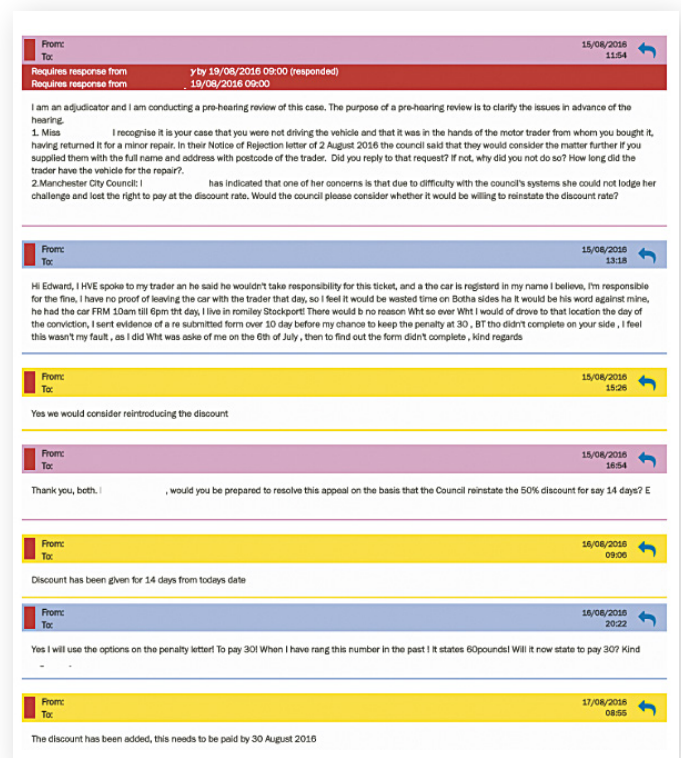 From:
To:
15/08/2016
11:54
Requires response from y by 19/08/2016 09:00 (responded)
Requires response from 19/08/2016 09:00
I am an adjudicator and I am conducting a pre-hearing review of this case. The purpose of a pre-hearing review is to clarify the issues in advance of the
hearing.
1. Miss I recognise it is your case that you were not driving the vehicle and that it was in the hands of the motor trader from whom you bought it,
having returned it for a minor repair. In their Notice of Rejection letter of 2 August 2016 the council said that they would consider the matter further if you
supplied them with the full name and address with postcode of the trader. Did you reply to that request? If not, why did you not do so? How long did the
trader have the vehicle for the repair?.
2.Manchester City Council: I has indicated that one of her concerns is that due to difficulty with the council's systems she could not lodge her
challenge and lost the right to pay at the discount rate. Would the council please consider whether it would be willing to reinstate the discount rate?
From:
To:
15/08/2016
13:18
Hi Edward, I HVE spoke to my trader an he said he wouldn't take responsibility for this ticket, and a the car is registerd in my name I believe, I'm responsible
for the fine, I have no proof of leaving the car with the trader that day, so I feel it would be wasted time on Botha sides ha it would be his word against mine,
he had the car FRM 10am till 6pm tht day, I live in romiley Stockport! There would b no reason Wht so ever Wht I would of drove to that location the day of
the conviction, I sent evidence of a re submitted form over 10 day before my chance to keep the penalty at 30 , BT tho didn't complete on your side , I feel
this wasn't my fault , as I did Wht was aske of me on the 6th of July , then to find out the form didn't complete , kind regards
From:
To:
15/08/2016
15:26
Yes we would consider reintroducing the discount
From:
To:
15/08/2016
16:54
Thank you, both. I , would you be prepared to resolve this appeal on the basis that the Council reinstate the 50% discount for say 14 days? E
From:
To:
16/08/2016
09:06
Discount has been given for 14 days from todays date
From:
To:
16/08/2016
20:22
Yes I will use the options on the penalty letter! To pay 30! When I have rang this number in the past ! It states 60pounds! Will it now state to pay 30? Kind
From:
To:
17/08/2016
08:55
The discount has been added, this needs to be paid by 30 August 2016